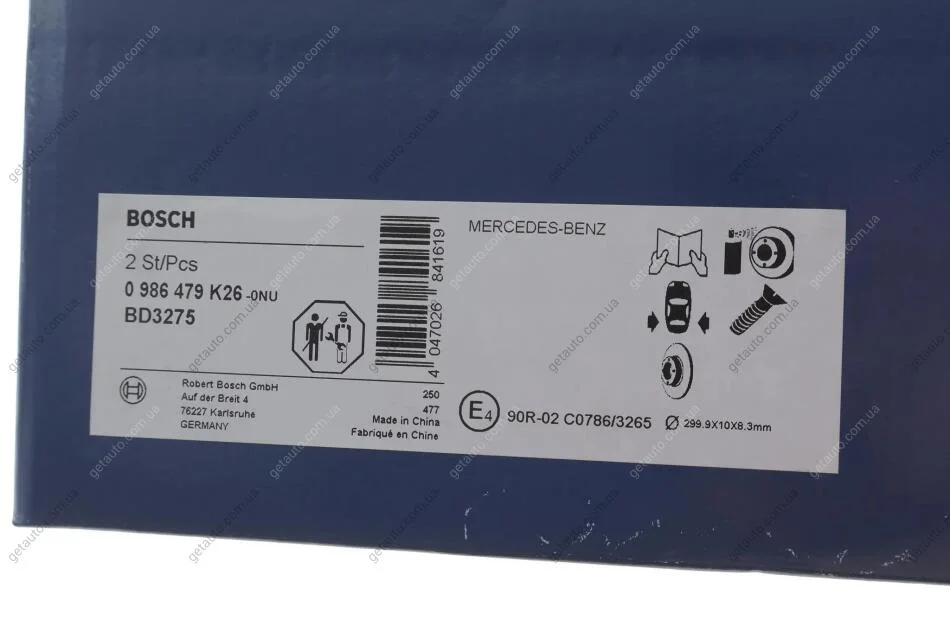 BOSCH
2 St/Pcs
0 986 479 K26 -0NU
BD3275
4 047026 841619
Robert Bosch GmbH
Auf der Breit 4
76227 Karlsruhe
GERMANY
250
477
Made in China
Fabriqué en Chine
MERCEDES-BENZ
E4 90R-02 C0786/3265 Ø 299.9X10X8.3mm
getauto.com.ua